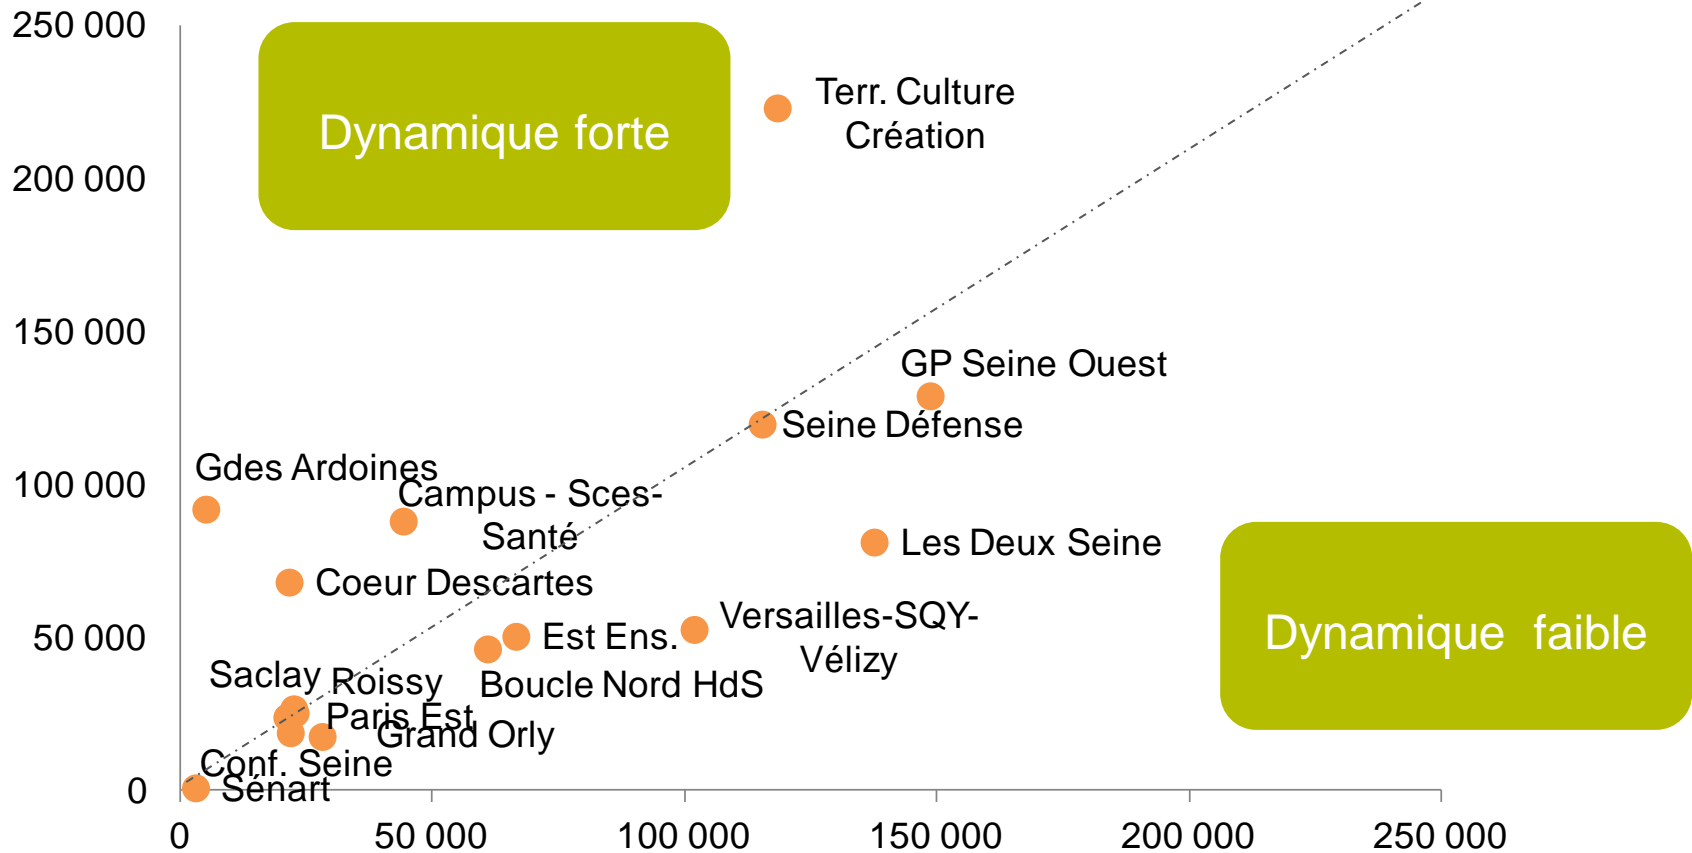 250 000
200 000
150 000
100 000
50 000
0
Dynamique forte
Terr. Culture
Création
GP Seine Ouest
Seine Défense
Gdes Ardoines
Campus - Sces-
Santé
Les Deux Seine
Coeur Descartes
Versailles-SQY-
Vélizy
Est Ens.
Dynamique faible
Boucle Nord HdS
Saclay
Roissy
Paris Est
Grand Orly
Conf. Seine
Sénart
0
50 000
100 000
150 000
200 000
250 000